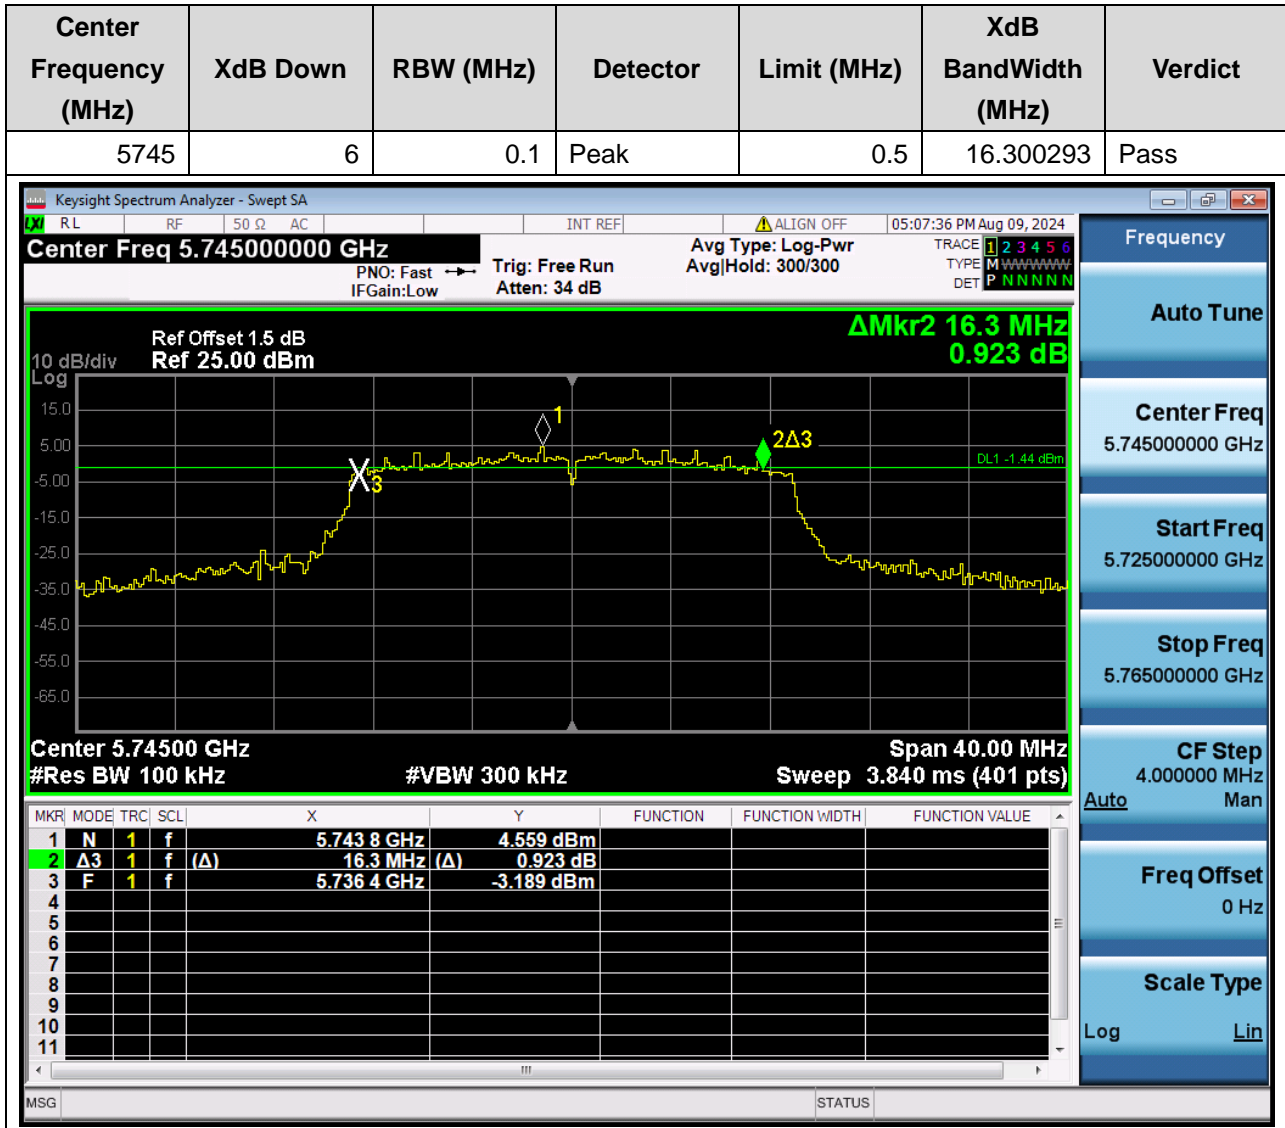 Center Frequency (MHz) XdB Down RBW (MHz) Detector Limit (MHz) XdB BandWidth (MHz) Verdict
5745 6 0.1 Peak 0.5 16.300293 Pass
Keysight Spectrum Analyzer - Swept SA
LXI RL RF 50 Ω AC INT REF ALIGN OFF 05:07:36 PM Aug 09, 2024
Center Freq 5.745000000 GHz
PNO: Fast
IFGain:Low
Trig: Free Run
Atten: 34 dB
Avg Type: Log-Pwr
Avg|Hold: 300/300
TRACE 1 2 3 4 5 6
TYPE M WWWWW
DET P N N N N N
Ref Offset 1.5 dB
Ref 25.00 dBm
10 dB/div
Log
ΔMkr2 16.3 MHz
0.923 dB
15.0
5.00
-5.00
-15.0
-25.0
-35.0
-45.0
-55.0
-65.0
1
2Δ3
3
DL1 -1.44 dBm
Center 5.74500 GHz Span 40.00 MHz
#Res BW 100 kHz #VBW 300 kHz Sweep 3.840 ms (401 pts)
MKR MODE TRC SCL X Y FUNCTION FUNCTION WIDTH FUNCTION VALUE
1 N 1 f 5.743 8 GHz 4.559 dBm
2 Δ3 1 f (Δ) 16.3 MHz (Δ) 0.923 dB
3 F 1 f 5.736 4 GHz -3.189 dBm
4
5
6
7
8
9
10
11
MSG STATUS
Frequency
Auto Tune
Center Freq
5.745000000 GHz
Start Freq
5.725000000 GHz
Stop Freq
5.765000000 GHz
CF Step
4.000000 MHz
Auto Man
Freq Offset
0 Hz
Scale Type
Log Lin